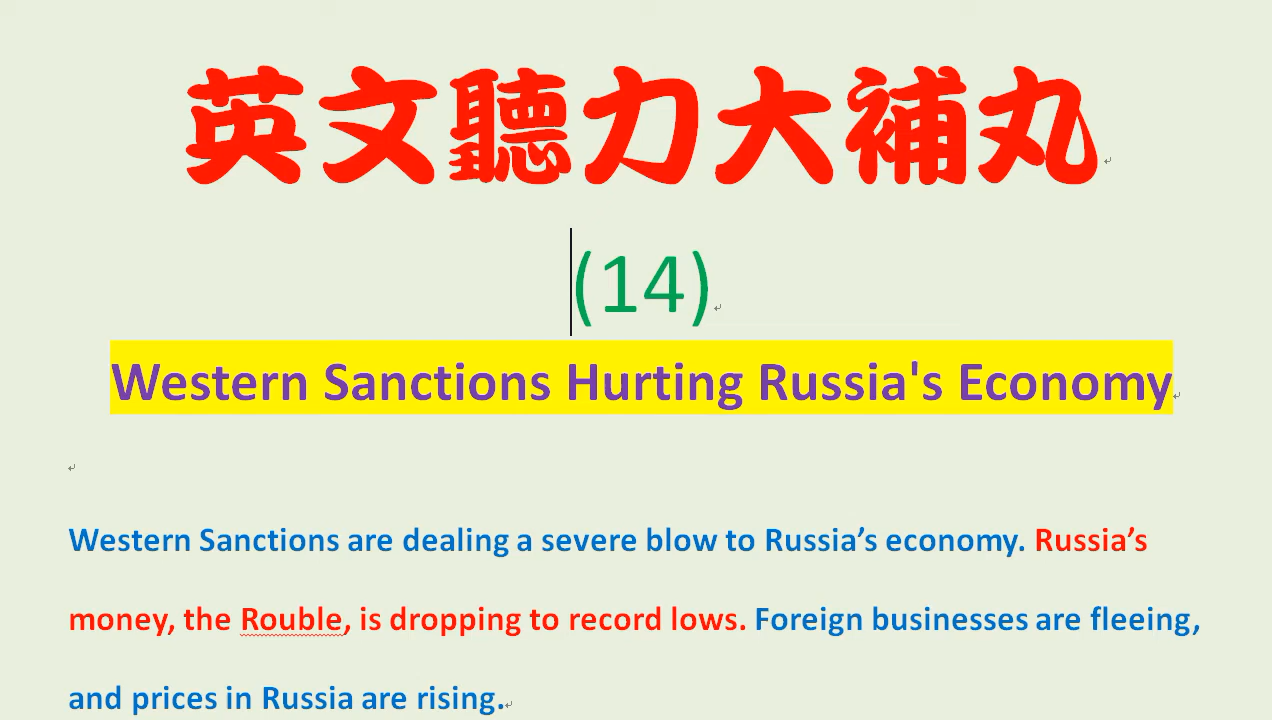 英文聽力大補丸
(14)
Western Sanctions Hurting Russia's Economy
Western Sanctions are dealing a severe blow to Russia’s economy. Russia’s
money, the Rouble, is dropping to record lows. Foreign businesses are fleeing,
and prices in Russia are rising.